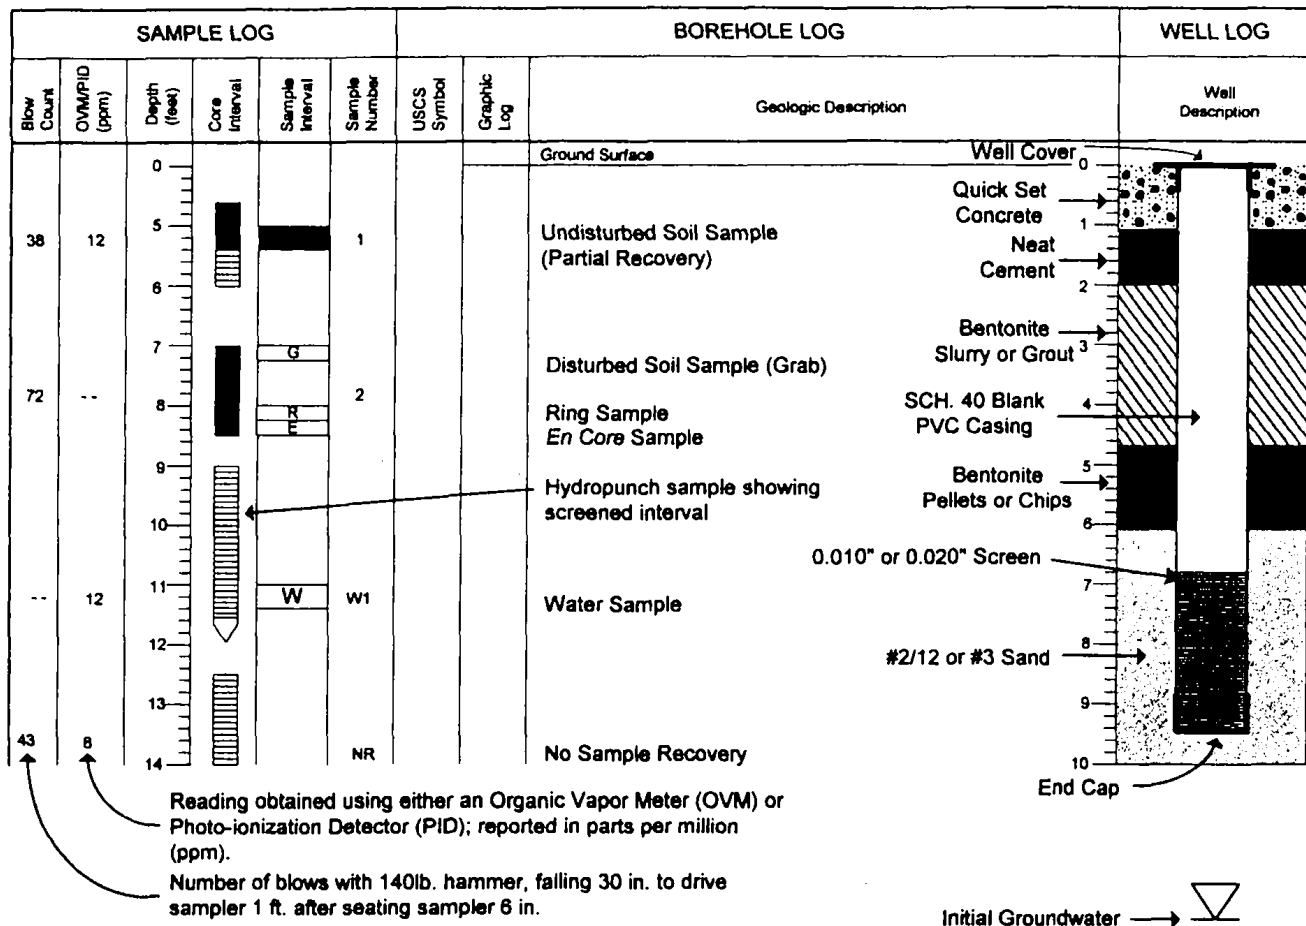 SAMPLE LOG
BOREHOLE LOG
WELL LOG
Blow Count
OVM/PID (ppm)
Depth (feet)
Core Interval
Sample Interval
Sample Number
USCS Symbol
Graphic Log
Geologic Description
Well
Description
0
Ground Surface
Well Cover
0
Quick Set
Concrete
1
5
38
12
1
Undisturbed Soil Sample
(Partial Recovery)
Neat
Cement
2
6
7
G
Bentonite
Slurry or Grout
3
Disturbed Soil Sample (Grab)
72
--
2
8
R
E
Ring Sample
En Core Sample
SCH. 40 Blank
PVC Casing
4
9
Hydropunch sample showing
screened interval
Bentonite
Pellets or Chips
5
6
10
0.010" or 0.020" Screen
7
11
--
12
W
W1
Water Sample
12
#2/12 or #3 Sand
8
13
9
43
8
14
NR
No Sample Recovery
10
End Cap
Reading obtained using either an Organic Vapor Meter (OVM) or
Photo-ionization Detector (PID); reported in parts per million
(ppm).
Number of blows with 140lb. hammer, falling 30 in. to drive
sampler 1 ft. after seating sampler 6 in.
Initial Groundwater